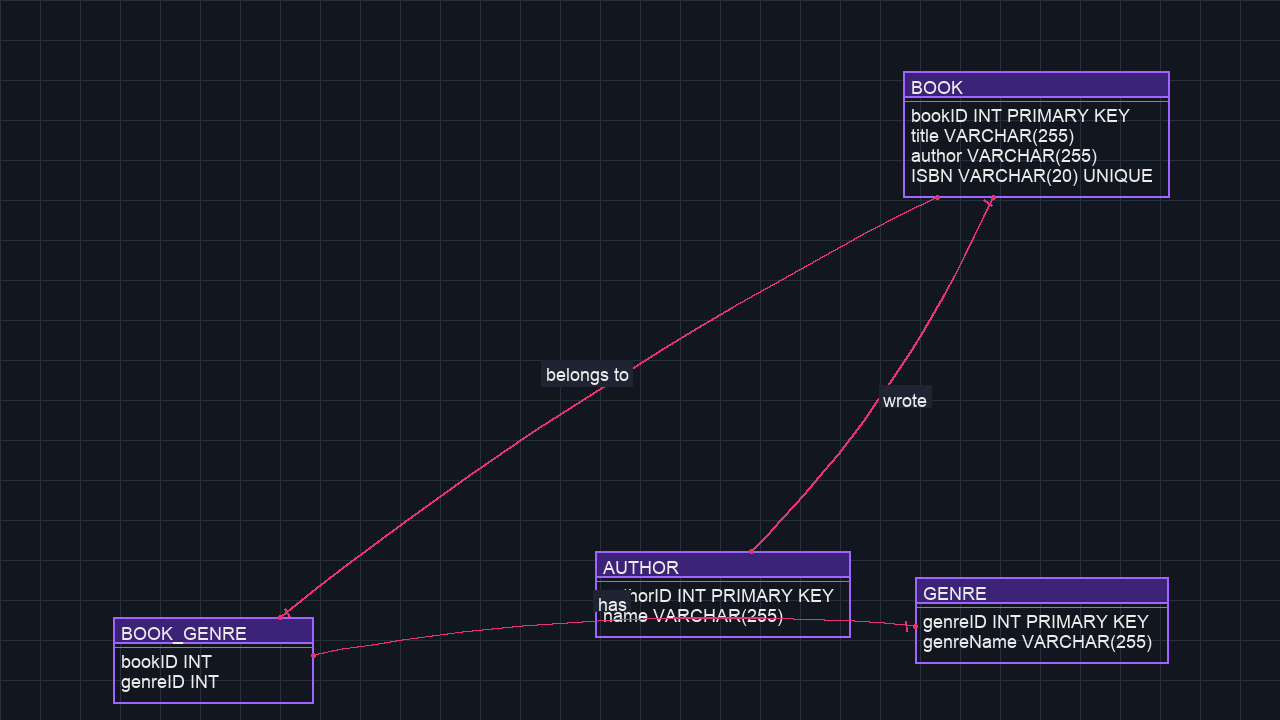 BOOK
bookID INT PRIMARY KEY
title VARCHAR(255)
author VARCHAR(255)
ISBN VARCHAR(20) UNIQUE
belongs to
wrote
AUTHOR
horID INT PRIMARY KEY
has
name VARCHAR(255)
GENRE
genreID INT PRIMARY KEY
genreName VARCHAR(255)
BOOK_GENRE
bookID INT
genreID INT